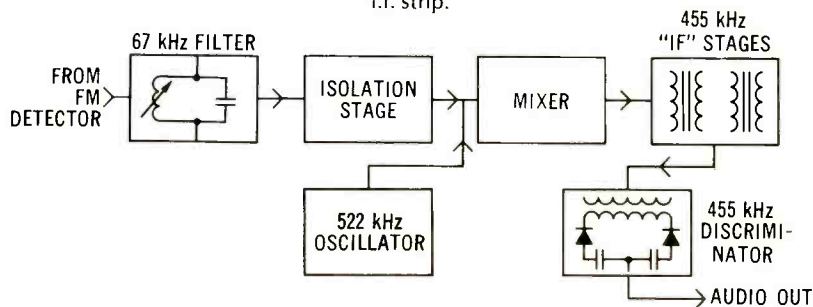 i.f. strip.
455 kHz
"IF" STAGES
67 kHz FILTER
FROM
FM
DETECTOR
ISOLATION
STAGE
MIXER
522 kHz
OSCILLATOR
455 kHz
DISCRIMI-
NATOR
AUDIO OUT